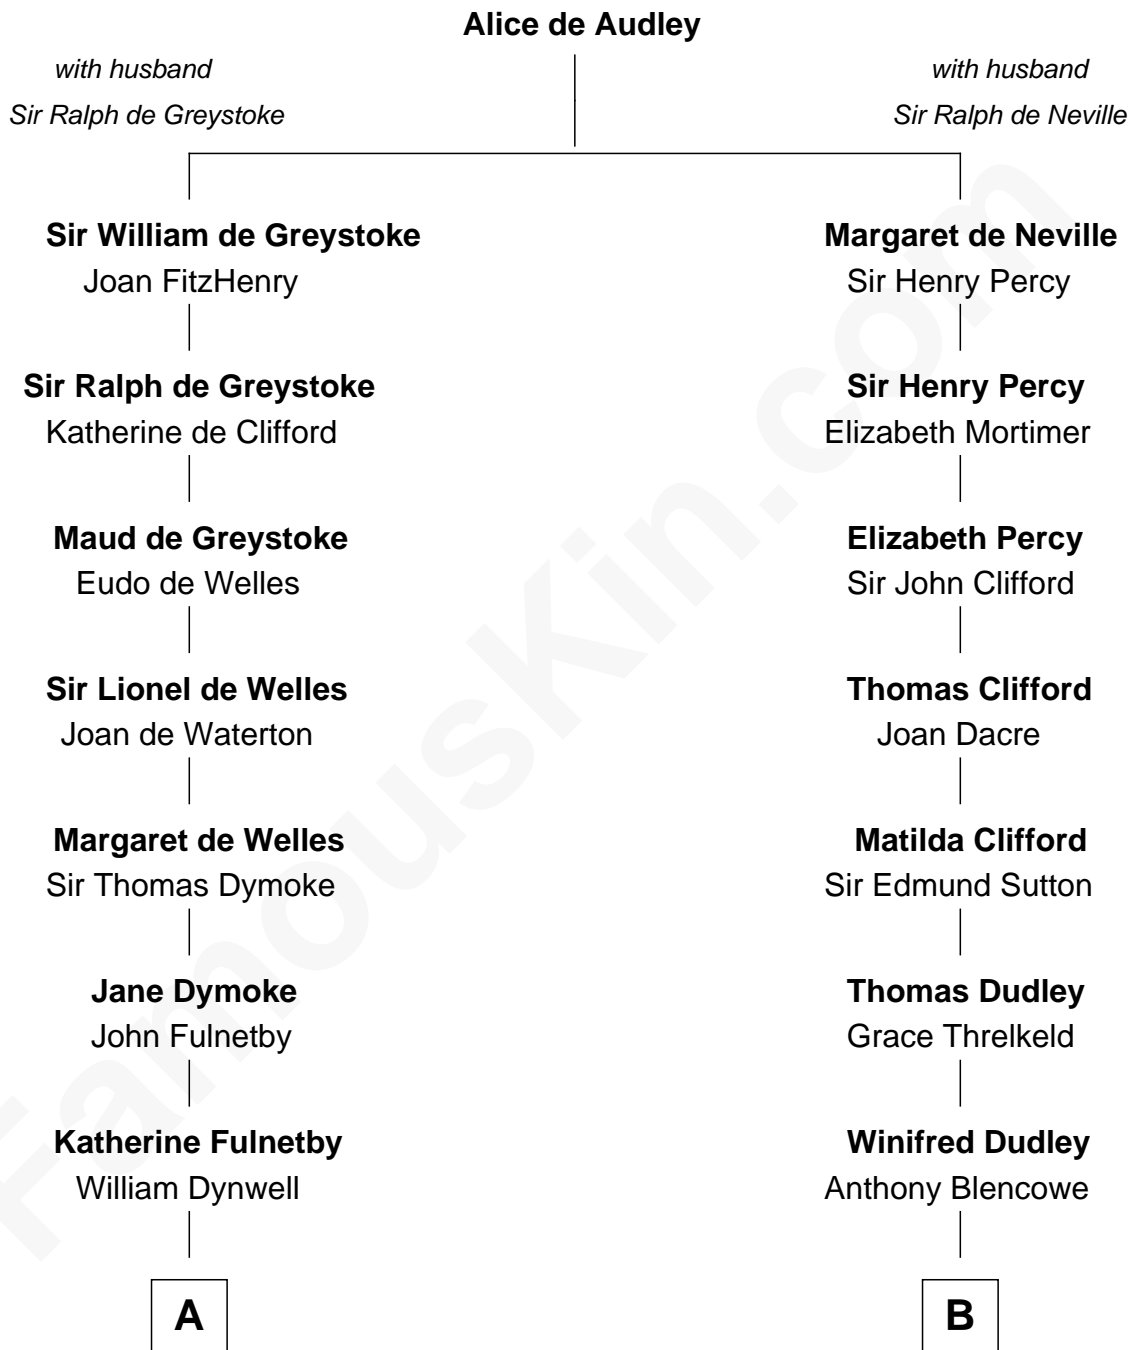 Alice de Audley
with husband
Sir Ralph de Greystoke
with husband
Sir Ralph de Neville
Sir William de Greystoke
Joan FitzHenry
Sir Ralph de Greystoke
Katherine de Clifford
Maud de Greystoke
Eudo de Welles
Sir Lionel de Welles
Joan de Waterton
Margaret de Welles
Sir Thomas Dymoke
Jane Dymoke
John Fulnetby
Katherine Fulnetby
William Dynwell
A
Margaret de Neville
Sir Henry Percy
Sir Henry Percy
Elizabeth Mortimer
Elizabeth Percy
Sir John Clifford
Thomas Clifford
Joan Dacre
Matilda Clifford
Sir Edmund Sutton
Thomas Dudley
Grace Threlkeld
Winifred Dudley
Anthony Blencowe
B
FamousKin.com